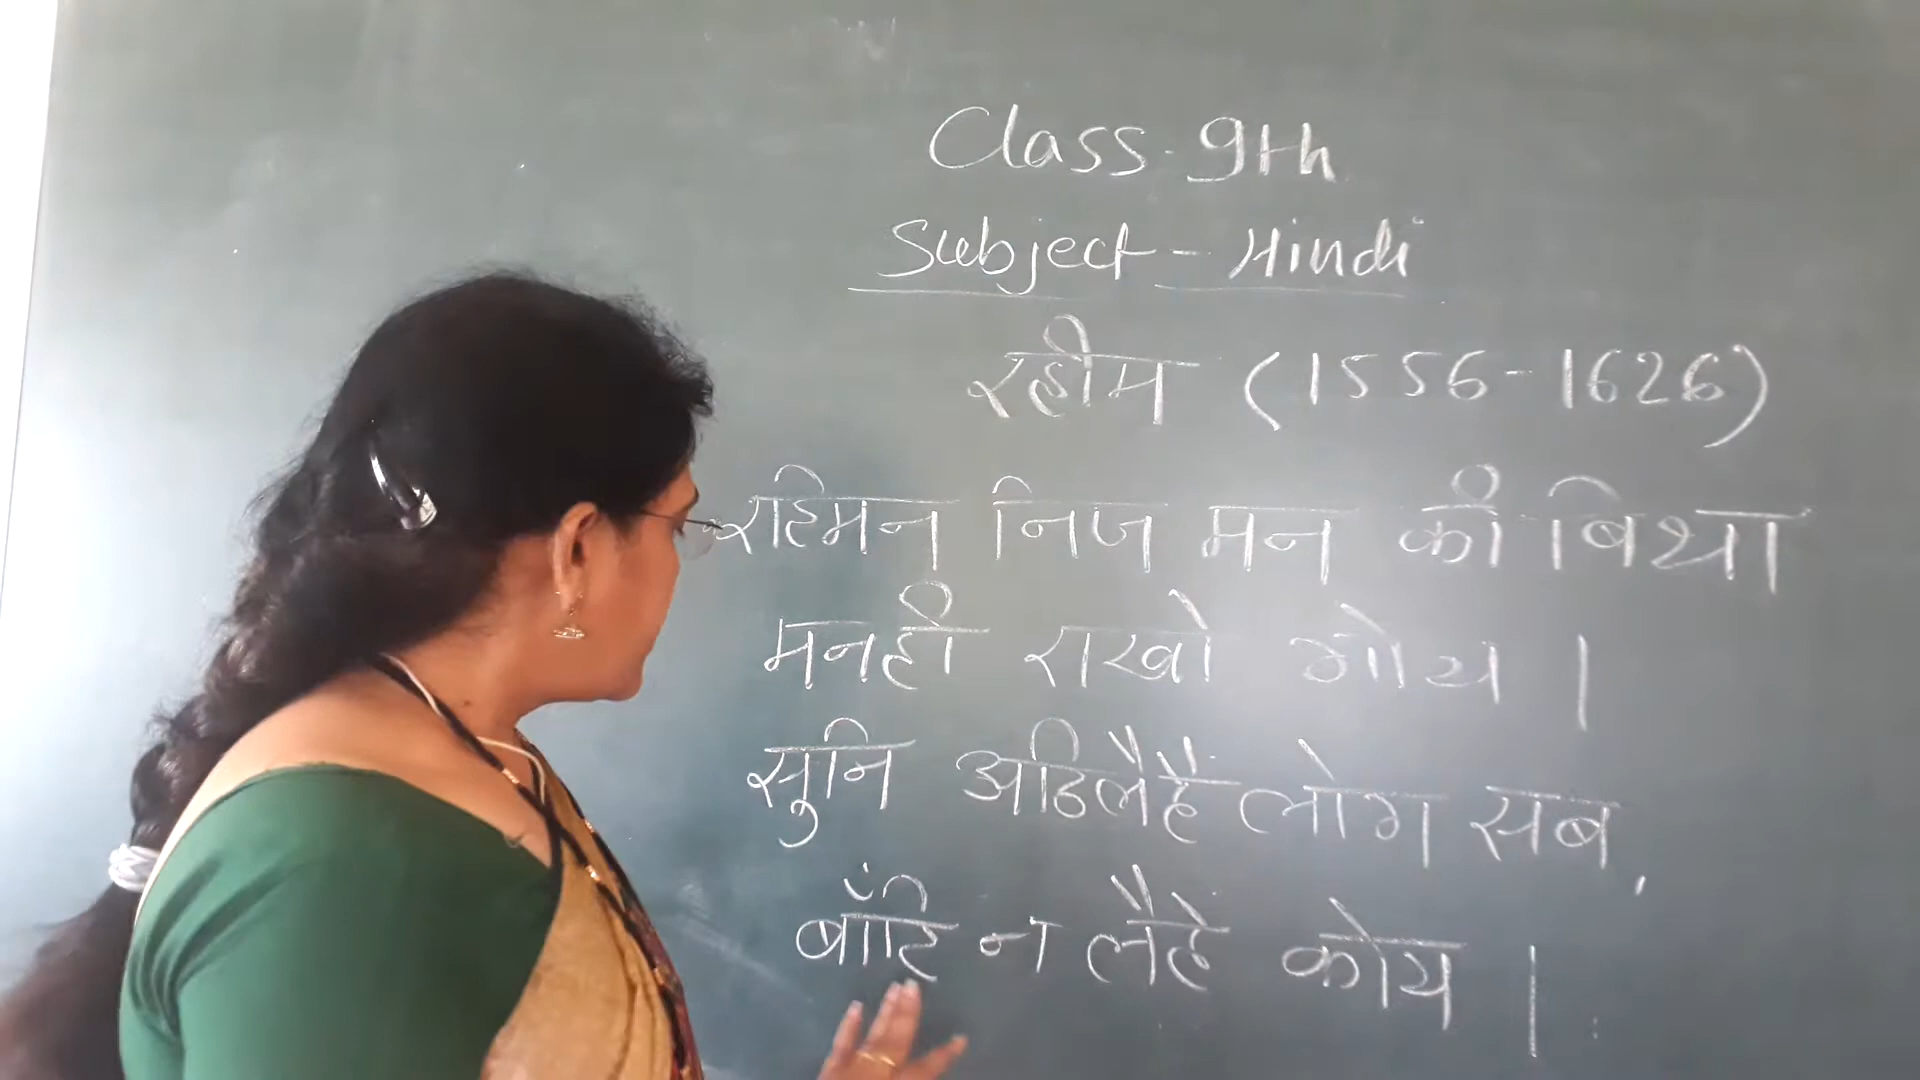 Class - 9th
Subject - Hindi
रहीम (1556-1626)
रहिमन निज मन की बिथा
मनही राखो गोय |
सुनि अठिलैहैं लोग सब,
बाँटि न लैहें कोय |